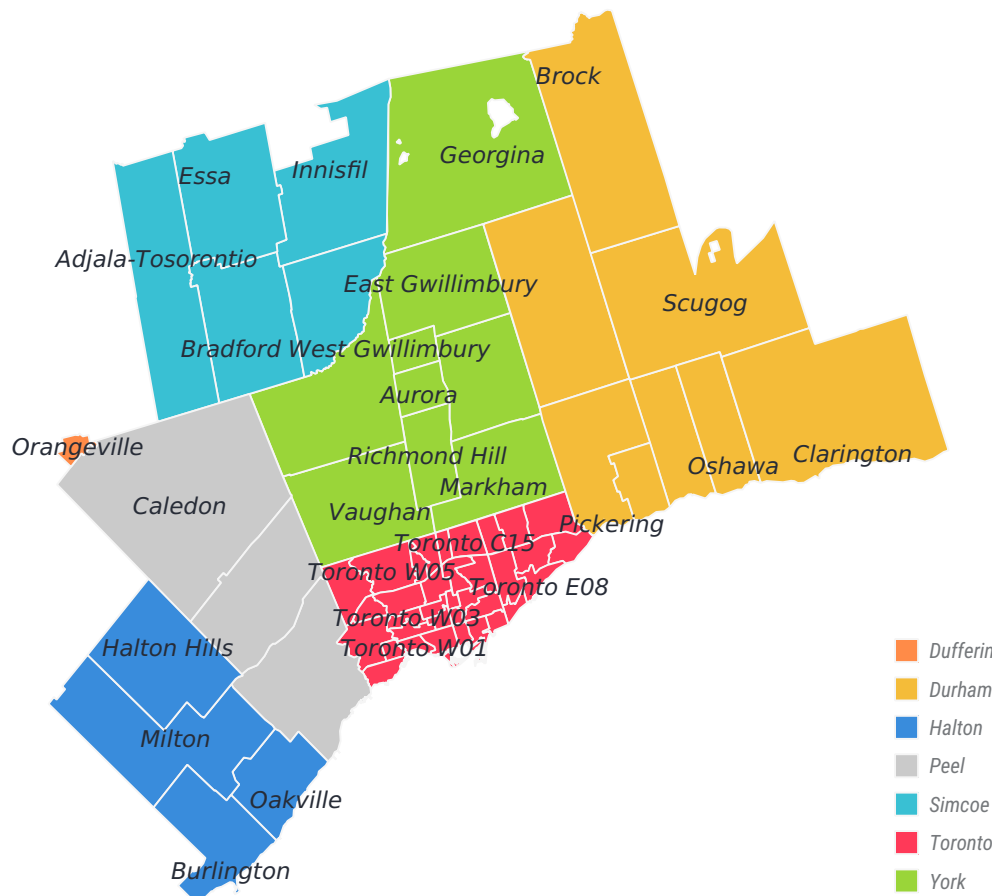 Brock
Georgina
Innisfil
Essa
Adjala-Tosorontio
East Gwillimbury
Scugog
Bradford West Gwillimbury
Aurora
Orangeville
Richmond Hill
Clarington
Oshawa
Markham
Caledon
Vaughan
Pickering
Toronto C15
Toronto W05
Toronto E08
Toronto W03
Toronto W01
Halton Hills
Milton
Oakville
Burlington
Dufferin
Durham
Halton
Peel
Simcoe
Toronto
York